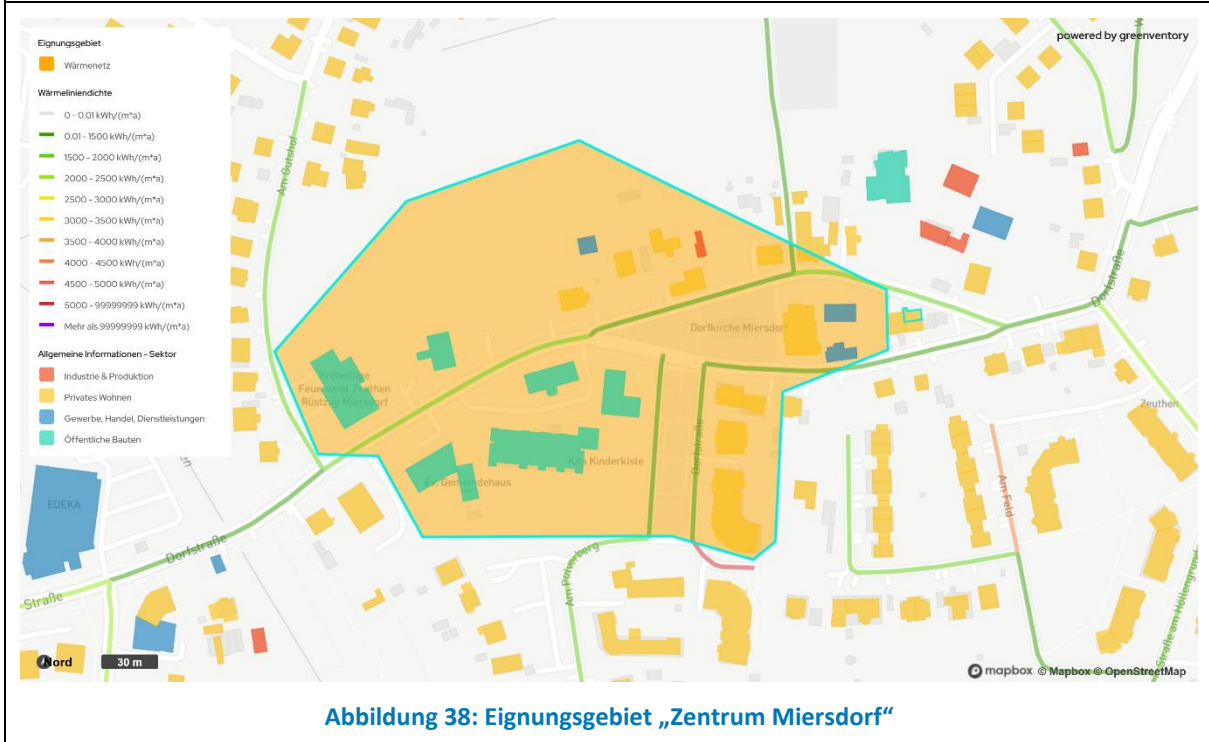 powered by greenventory
Eignungsgebiet
Wärmenetz
Wärmeliniendichte
0 - 0.01 kWh/(m*a)
0.01 - 1500 kWh/(m*a)
1500 - 2000 kWh/(m*a)
2000 - 2500 kWh/(m*a)
2500 - 3000 kWh/(m*a)
3000 - 3500 kWh/(m*a)
3500 - 4000 kWh/(m*a)
4000 - 4500 kWh/(m*a)
4500 - 5000 kWh/(m*a)
5000 - 99999999 kWh/(m*a)
Mehr als 99999999 kWh/(m*a)
Allgemeine Informationen - Sektor
Industrie & Produktion
Privates Wohnen
Gewerbe, Handel, Dienstleistungen
Öffentliche Bauten
Am Gutshof
Dorfstraße
Dorfkirche Miersdorf
Freiwillige
Feuerwehr Zeuthen
Rüstzug Miersdorf
Zeuthen
Dorfstraße
Kita Kinderkiste
Ev. Gemeindehaus
Am Feld
EDEKA
Dorfstraße
Am Pulverberg
Straße
Straße am Höllengrund
Nord
30 m
mapbox © Mapbox © OpenStreetMap
Abbildung 38: Eignungsgebiet „Zentrum Miersdorf“